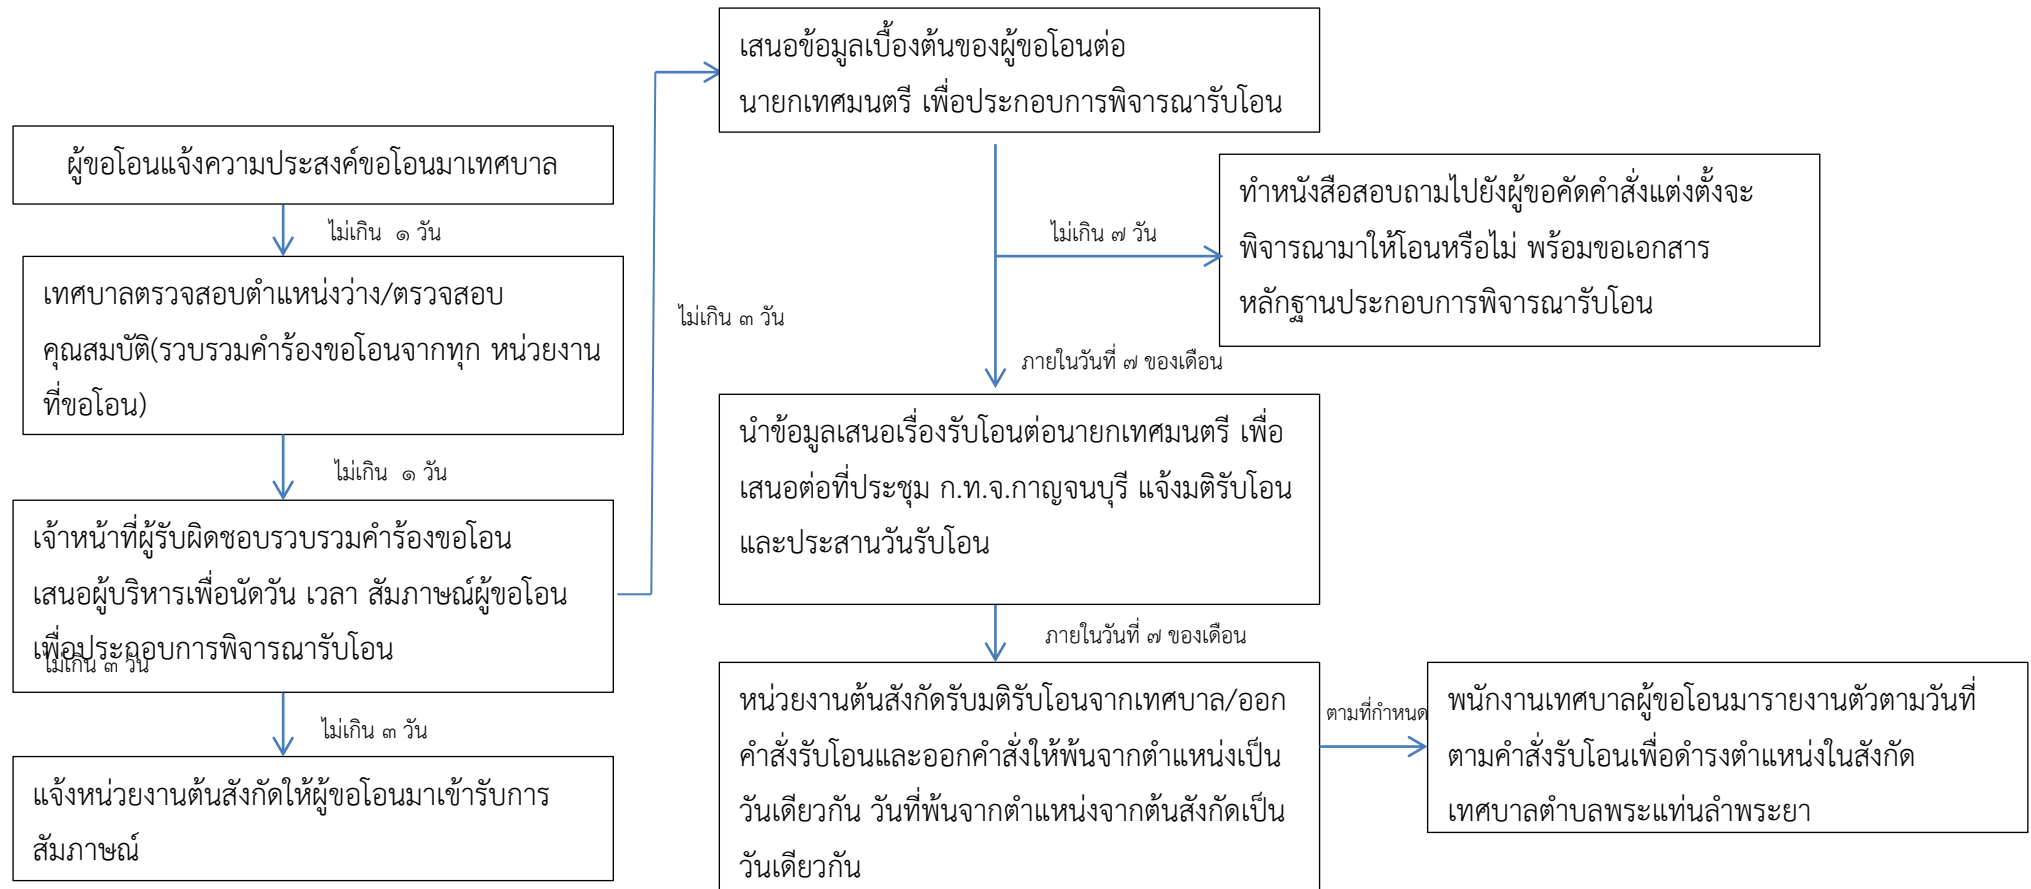 ผู้ขอโอนแจ้งความประสงค์ขอโอนมาเทศบาล
ไม่เกิน ๑ วัน
เทศบาลตรวจสอบตำแหน่งว่าง/ตรวจสอบ
คุณสมบัติ(รวบรวมคำร้องขอโอนจากทุก หน่วยงาน
ที่ขอโอน)
ไม่เกิน ๑ วัน
เจ้าหน้าที่ผู้รับผิดชอบรวบรวมคำร้องขอโอน
เสนอผู้บริหารเพื่อนัดวัน เวลา สัมภาษณ์ผู้ขอโอน
เพื่อประกอบการพิจารณารับโอน
ไม่เกิน ๓ วัน
ไม่เกิน ๓ วัน
แจ้งหน่วยงานต้นสังกัดให้ผู้ขอโอนมาเข้ารับการ
สัมภาษณ์
ไม่เกิน ๓ วัน
เสนอข้อมูลเบื้องต้นของผู้ขอโอนต่อ
นายกเทศมนตรี เพื่อประกอบการพิจารณารับโอน
ไม่เกิน ๗ วัน
ทำหนังสือสอบถามไปยังผู้ขอคัดคำสั่งแต่งตั้งจะ
พิจารณามาให้โอนหรือไม่ พร้อมขอเอกสาร
หลักฐานประกอบการพิจารณารับโอน
ภายในวันที่ ๗ ของเดือน
นำข้อมูลเสนอเรื่องรับโอนต่อนายกเทศมนตรี เพื่อ
เสนอต่อที่ประชุม ก.ท.จ.กาญจนบุรี แจ้งมติรับโอน
และประสานวันรับโอน
ภายในวันที่ ๗ ของเดือน
หน่วยงานต้นสังกัดรับมติรับโอนจากเทศบาล/ออก
คำสั่งรับโอนและออกคำสั่งให้พ้นจากตำแหน่งเป็น
วันเดียวกัน วันที่พ้นจากตำแหน่งจากต้นสังกัดเป็น
วันเดียวกัน
ตามที่กำหนด
พนักงานเทศบาลผู้ขอโอนมารายงานตัวตามวันที่
ตามคำสั่งรับโอนเพื่อดำรงตำแหน่งในสังกัด
เทศบาลตำบลพระแท่นลำพระยา